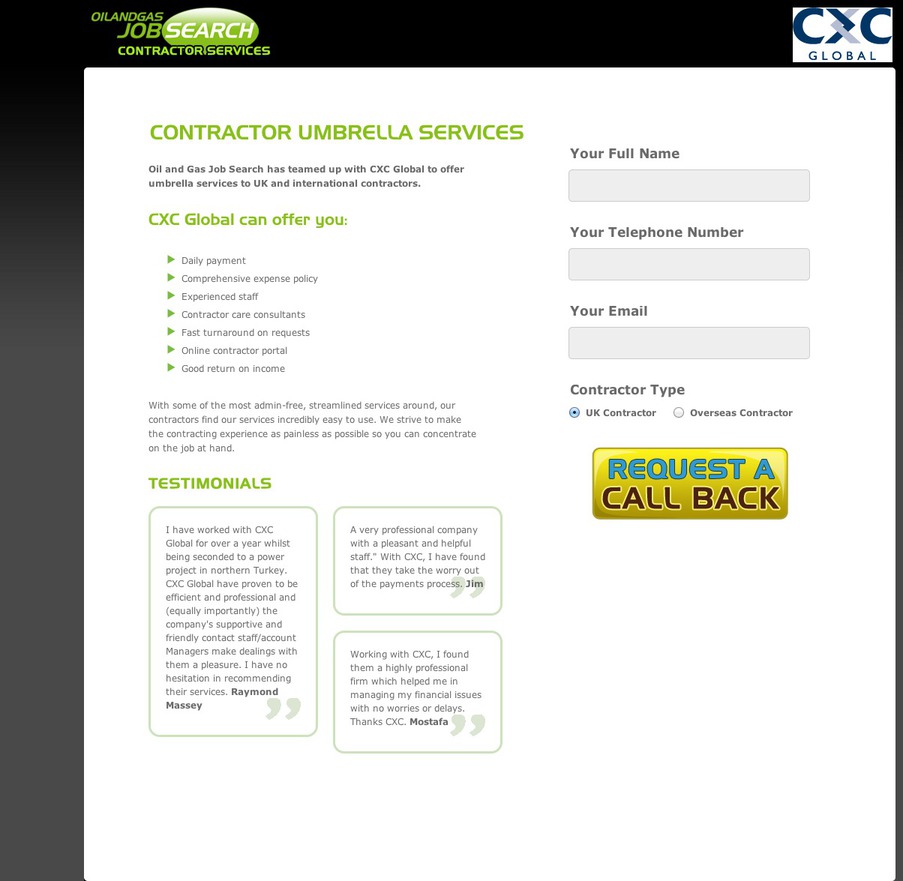 OILANDGAS
JOBSEARCH
CONTRACTOR SERVICES
CXC
GLOBAL
CONTRACTOR UMBRELLA SERVICES
Oil and Gas Job Search has teamed up with CXC Global to offer
umbrella services to UK and international contractors.
CXC Global can offer you:
Daily payment
Comprehensive expense policy
Experienced staff
Contractor care consultants
Fast turnaround on requests
Online contractor portal
Good return on income
With some of the most admin-free, streamlined services around, our
contractors find our services incredibly easy to use. We strive to make
the contracting experience as painless as possible so you can concentrate
on the job at hand.
TESTIMONIALS
I have worked with CXC
Global for over a year whilst
being seconded to a power
project in northern Turkey.
CXC Global have proven to be
efficient and professional and
(equally importantly) the
company's supportive and
friendly contact staff/account
Managers make dealings with
them a pleasure. I have no
hesitation in recommending
their services. Raymond
Massey
A very professional company
with a pleasant and helpful
staff." With CXC, I have found
that they take the worry out
of the payments process. Jim
Working with CXC, I found
them a highly professional
firm which helped me in
managing my financial issues
with no worries or delays.
Thanks CXC. Mostafa
Your Full Name
Your Telephone Number
Your Email
Contractor Type
UK Contractor Overseas Contractor
REQUEST A
CALL BACK